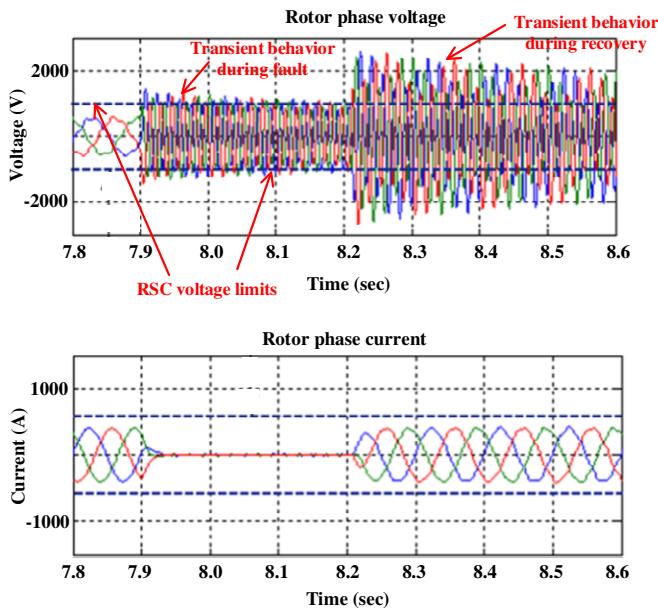 Rotor phase voltage
Transient behavior
during fault
Transient behavior
during recovery
Voltage (V)
2000
-2000
7.8 7.9 8.0 8.1 8.2 8.3 8.4 8.5 8.6
RSC voltage limits
Time (sec)
Rotor phase current
Current (A)
1000
-1000
7.8 7.9 8.0 8.1 8.2 8.3 8.4 8.5 8.6
Time (sec)